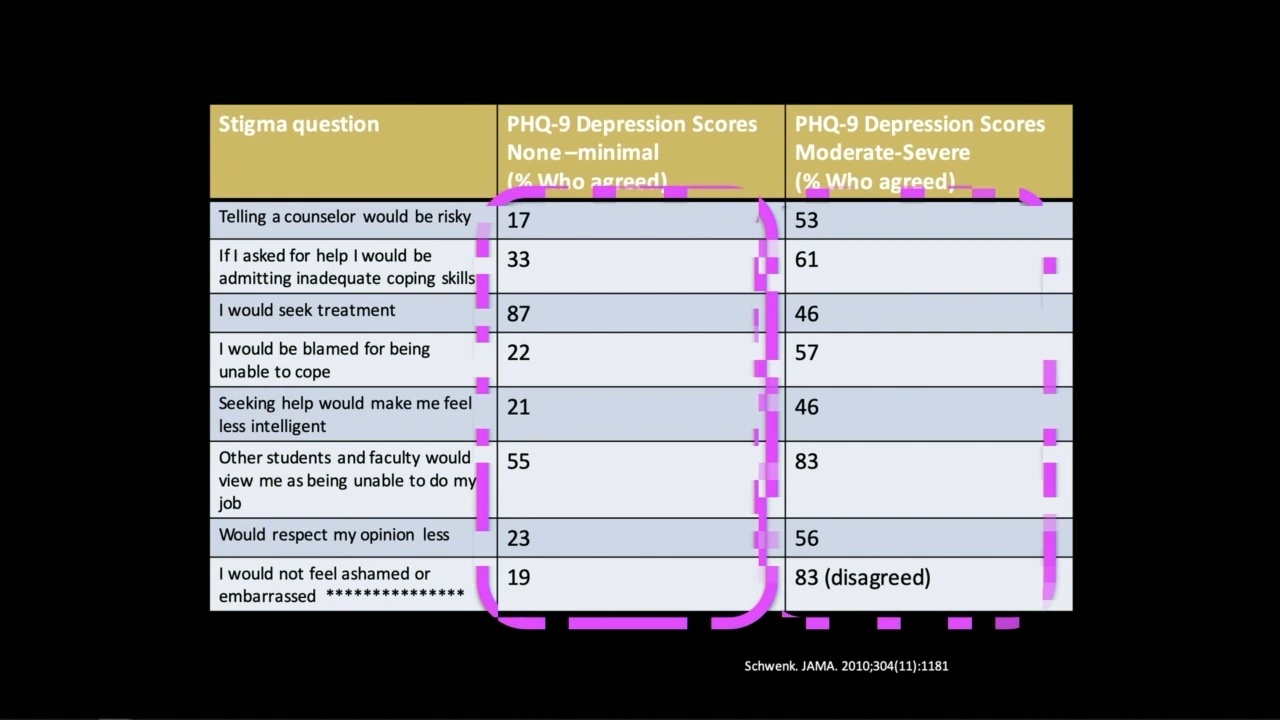 Stigma question
PHQ-9 Depression Scores
None–minimal
(% Who agreed)
PHQ-9 Depression Scores
Moderate-Severe
(% Who agreed)
Telling a counselor would be risky
17
53
If I asked for help I would be
admitting inadequate coping skills
33
61
I would seek treatment
87
46
I would be blamed for being
unable to cope
22
57
Seeking help would make me feel
less intelligent
21
46
Other students and faculty would
view me as being unable to do my
job
55
83
Would respect my opinion less
23
56
I would not feel ashamed or
embarrassed ***************
19
83 (disagreed)
Schwenk. JAMA. 2010;304(11):1181